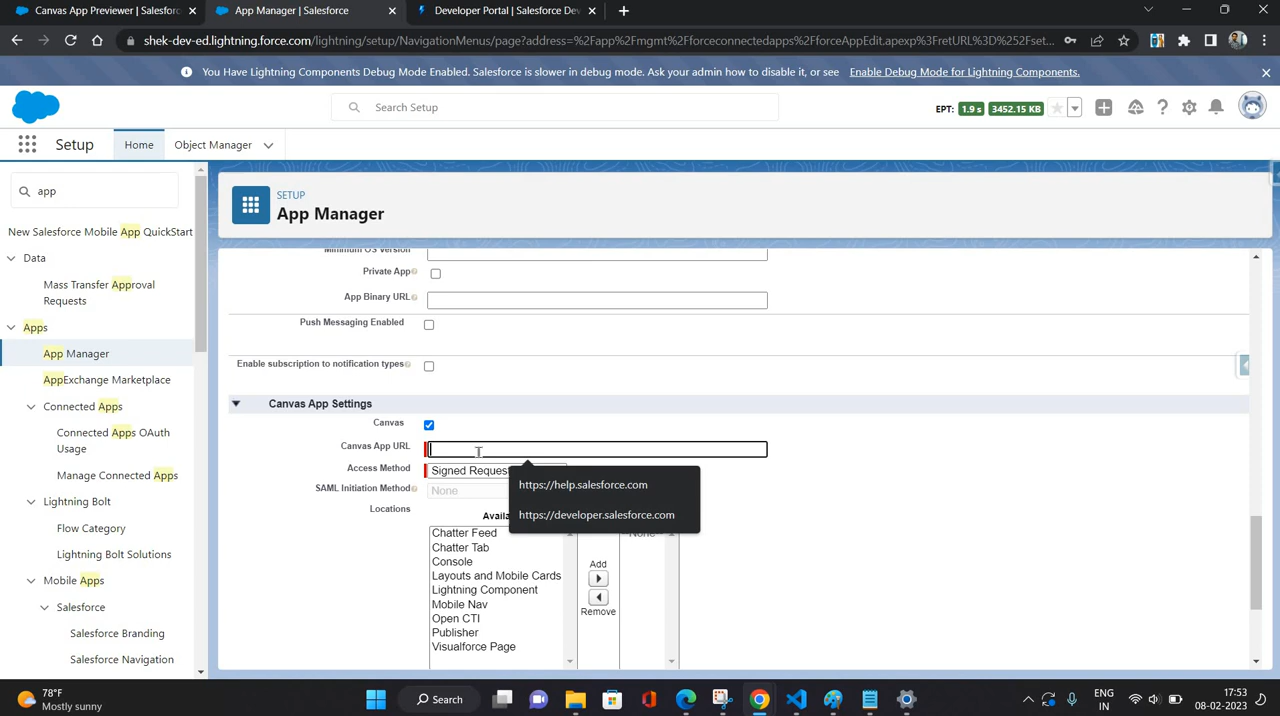 Canvas App Previewer | Salesforce
App Manager | Salesforce
Developer Portal | Salesforce Dev
shek-dev-ed.lightning.force.com/lightning/setup/NavigationMenus/page?address=%2Fapp%2Fmgmt%2Fforceconnectedapps%2FforceAppEdit.apexp%3FretURL%3D%252Fset...
You Have Lightning Components Debug Mode Enabled. Salesforce is slower in debug mode. Ask your admin how to disable it, or see Enable Debug Mode for Lightning Components.
Search Setup
EPT: 1.9 s 3452.15 KB
Setup
Home
Object Manager
app
New Salesforce Mobile App QuickStart
Data
Mass Transfer Approval
Requests
Apps
App Manager
AppExchange Marketplace
Connected Apps
Connected Apps OAuth
Usage
Manage Connected Apps
Lightning Bolt
Flow Category
Lightning Bolt Solutions
Mobile Apps
Salesforce
Salesforce Branding
Salesforce Navigation
SETUP
App Manager
Minimum OS Version
Private App
App Binary URL
Push Messaging Enabled
Enable subscription to notification types
Canvas App Settings
Canvas
Canvas App URL
Access Method
Signed Request
SAML Initiation Method
None
Locations
https://help.salesforce.com
https://developer.salesforce.com
Chatter Feed
Chatter Tab
Console
Layouts and Mobile Cards
Lightning Component
Mobile Nav
Open CTI
Publisher
Visualforce Page
Add
Remove
78°F
Mostly sunny
Search
ENG
IN
17:53
08-02-2023